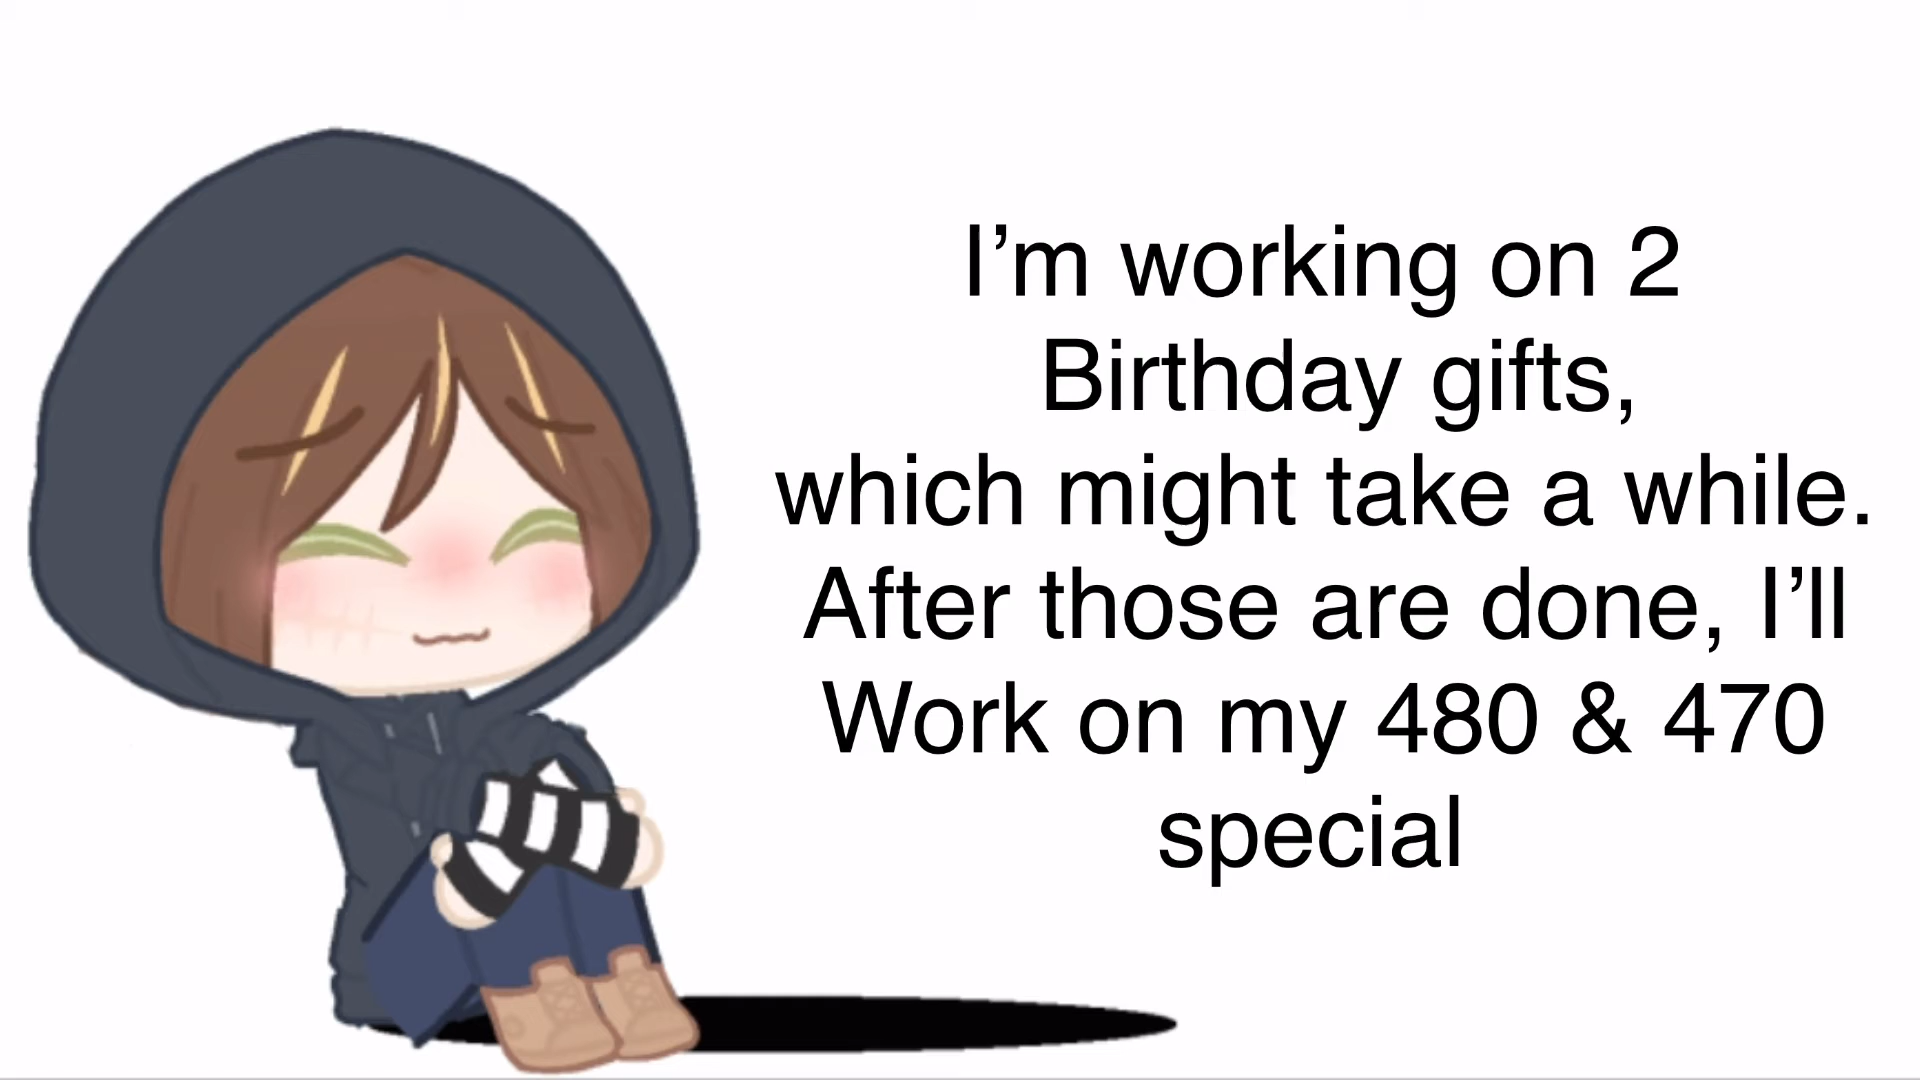 I’m working on 2
Birthday gifts,
which might take a while.
After those are done, I’ll
Work on my 480 & 470
special